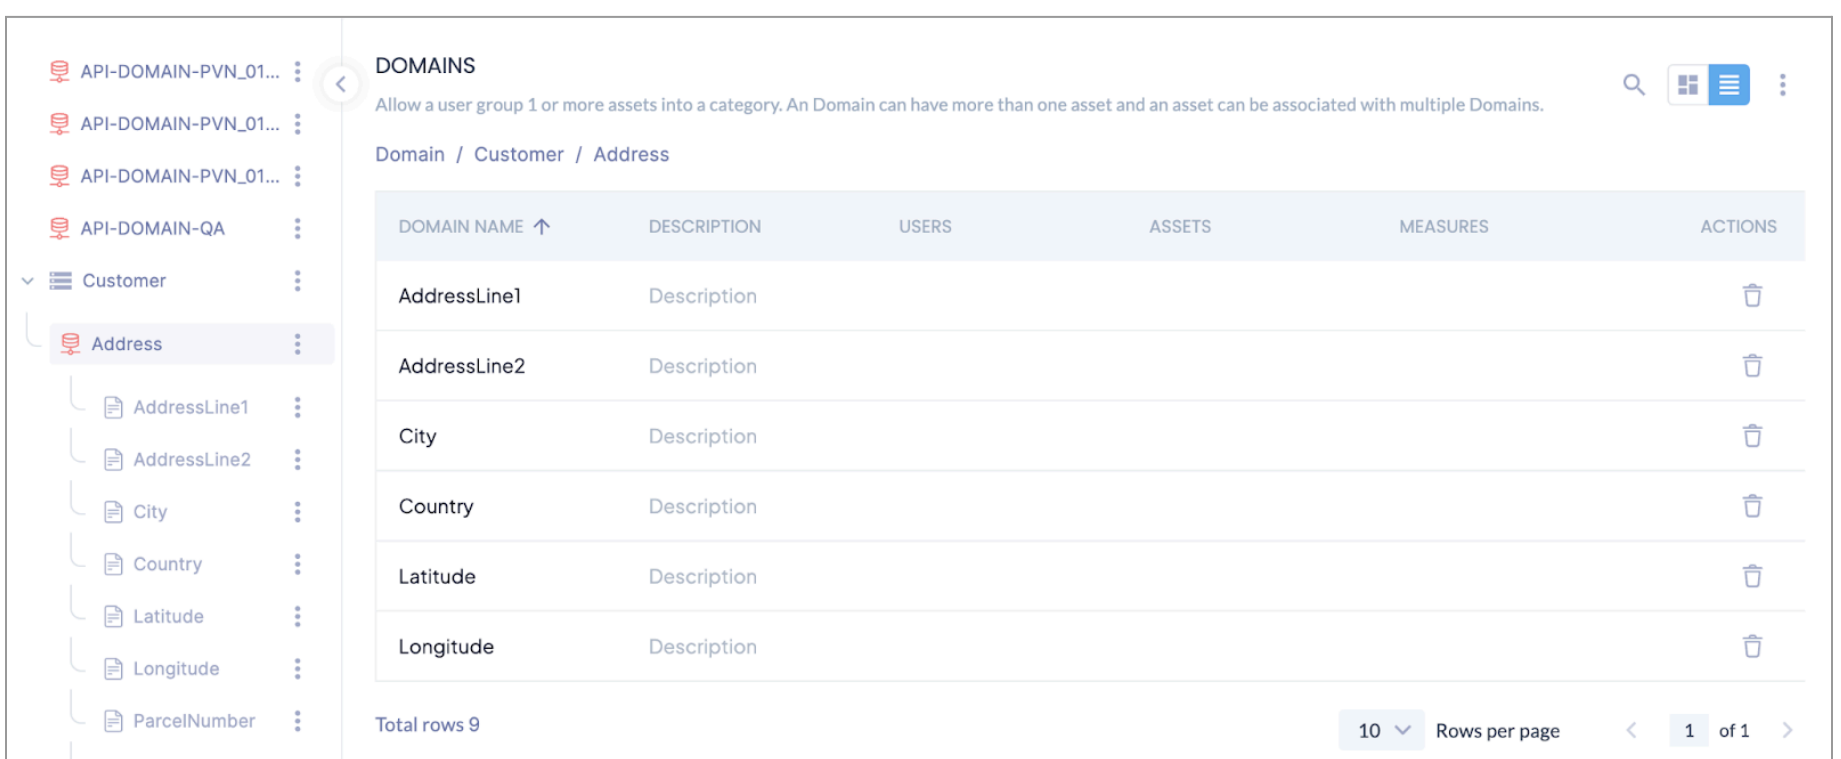 API-DOMAIN-PVN_01...
API-DOMAIN-PVN_01...
API-DOMAIN-PVN_01...
API-DOMAIN-QA
Customer
Address
AddressLine1
AddressLine2
City
Country
Latitude
Longitude
ParcelNumber
DOMAINS
Allow a user group 1 or more assets into a category. An Domain can have more than one asset and an asset can be associated with multiple Domains.
Domain / Customer / Address
DOMAIN NAME DESCRIPTION USERS ASSETS MEASURES ACTIONS
AddressLine1 Description
AddressLine2 Description
City Description
Country Description
Latitude Description
Longitude Description
Total rows 9 10 Rows per page 1 of 1